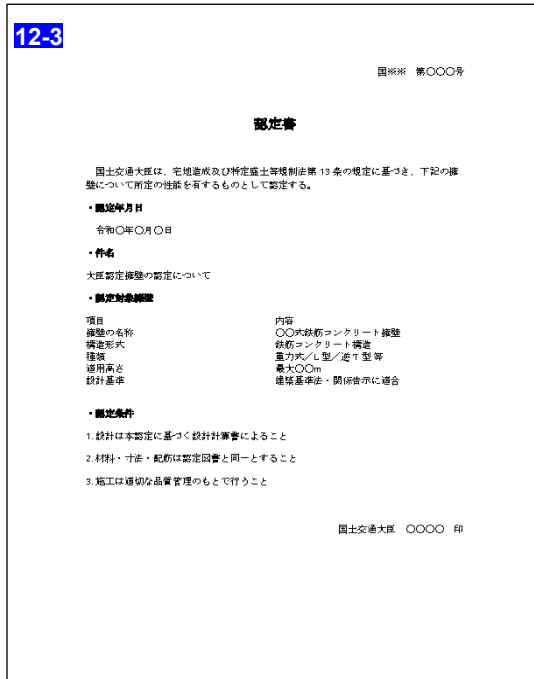 12-3
国※※ 第〇〇〇号
認定書
国土交通大臣は、宅地造成及び特定盛土等規制法第 13 条の規定に基づき、下記の擁
壁について所定の性能を有するものとして認定する。
・認定年月日
令和〇年〇月〇日
・件名
大臣認定擁壁の認定について
・認定対象擁壁
項目 内容
擁壁の名称 〇〇式鉄筋コンクリート擁壁
構造形式 鉄筋コンクリート構造
種類 重力式／L 型／逆 T 型 等
適用高さ 最大〇〇m
設計基準 建築基準法・関係告示に適合
・認定条件
1. 設計は本認定に基づく設計計算書によること
2. 材料・寸法・配筋は認定図書と同一とすること
3. 施工は適切な品質管理のもとで行うこと
国土交通大臣 〇〇〇〇 印